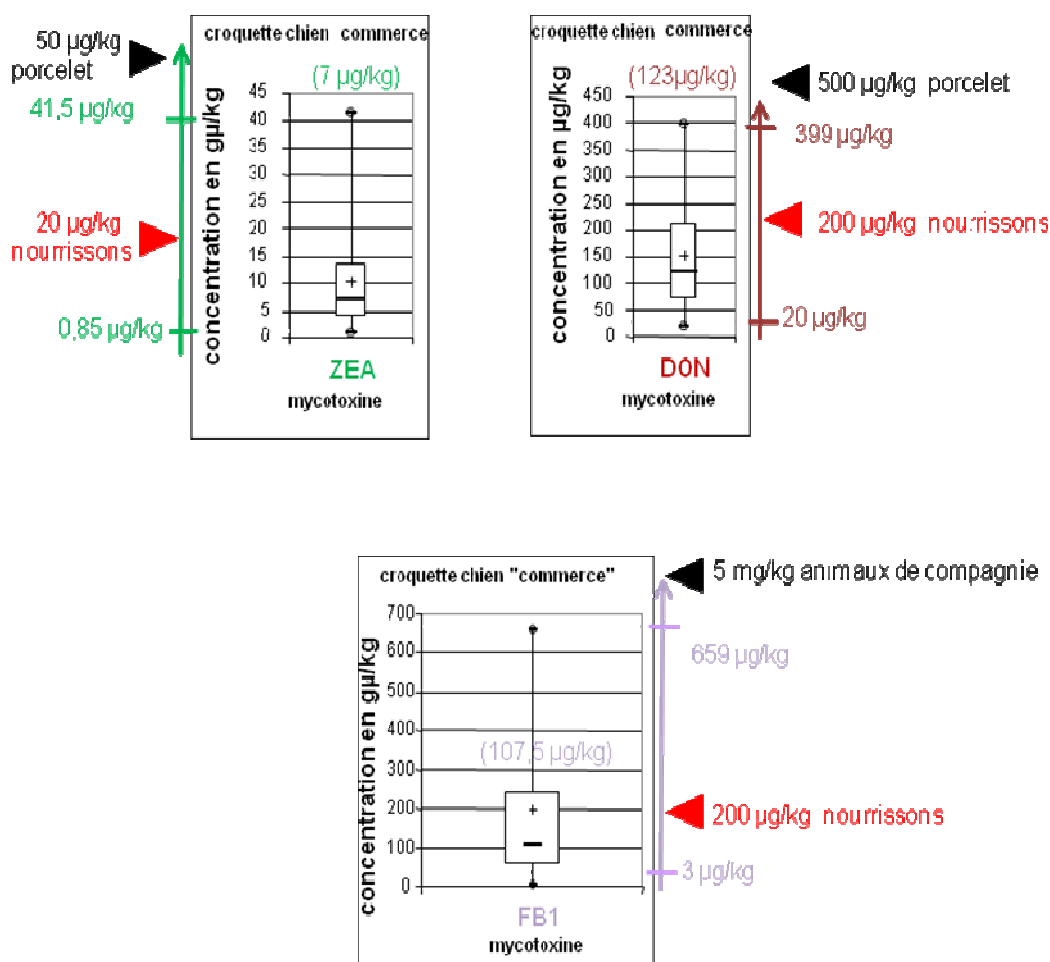 croquette chien commerce
50 µg/kg
porcelet
41,5 µg/kg
20 µg/kg
nourrissons
0,85 µg/kg
(7 µg/kg)
concentration en gµ/kg
45
40
35
30
25
20
15
10
5
0
ZEA
mycotoxine
croquette chien commerce
(123µg/kg)
concentration en µg/kg
450
400
350
300
250
200
150
100
50
0
DON
mycotoxine
500 µg/kg porcelet
399 µg/kg
200 µg/kg nourrissons
20 µg/kg
croquette chien "commerce"
concentration en gµ/kg
700
600
500
400
300
200
100
0
(107,5 µg/kg)
FB1
mycotoxine
5 mg/kg animaux de compagnie
659 µg/kg
200 µg/kg nourrissons
3 µg/kg